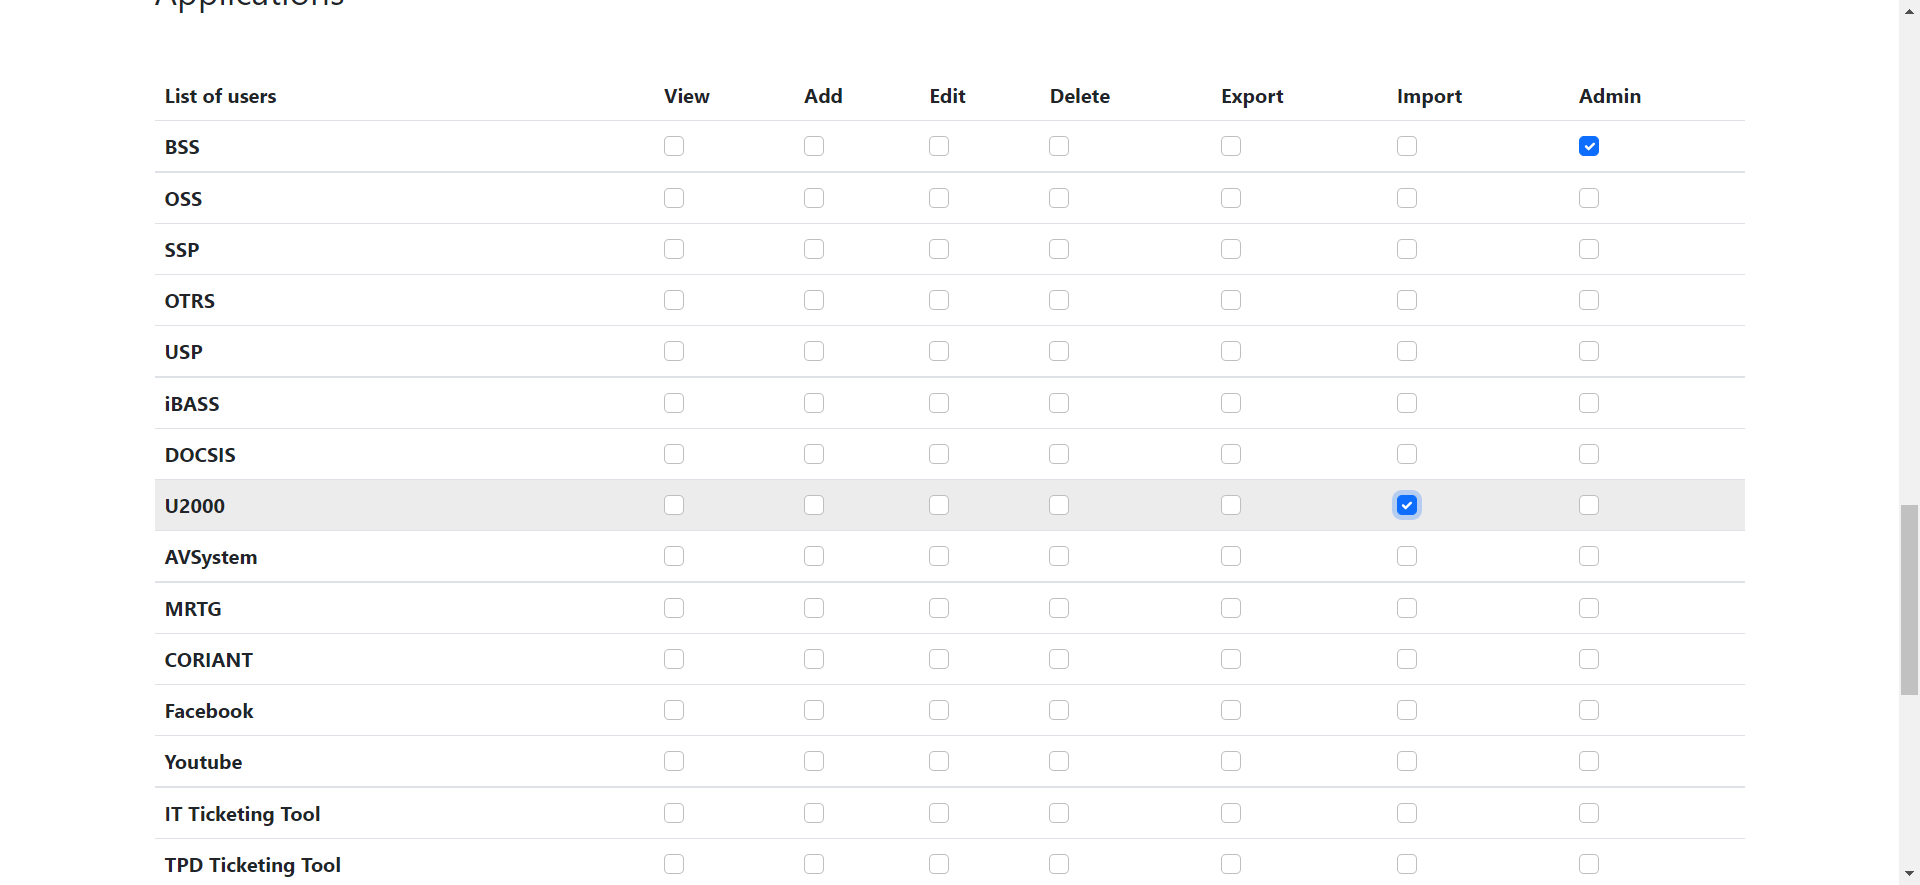 Applications
List of users View Add Edit Delete Export Import Admin
BSS
OSS
SSP
OTRS
USP
iBASS
DOCSIS
U2000
AVSystem
MRTG
CORIANT
Facebook
Youtube
IT Ticketing Tool
TPD Ticketing Tool